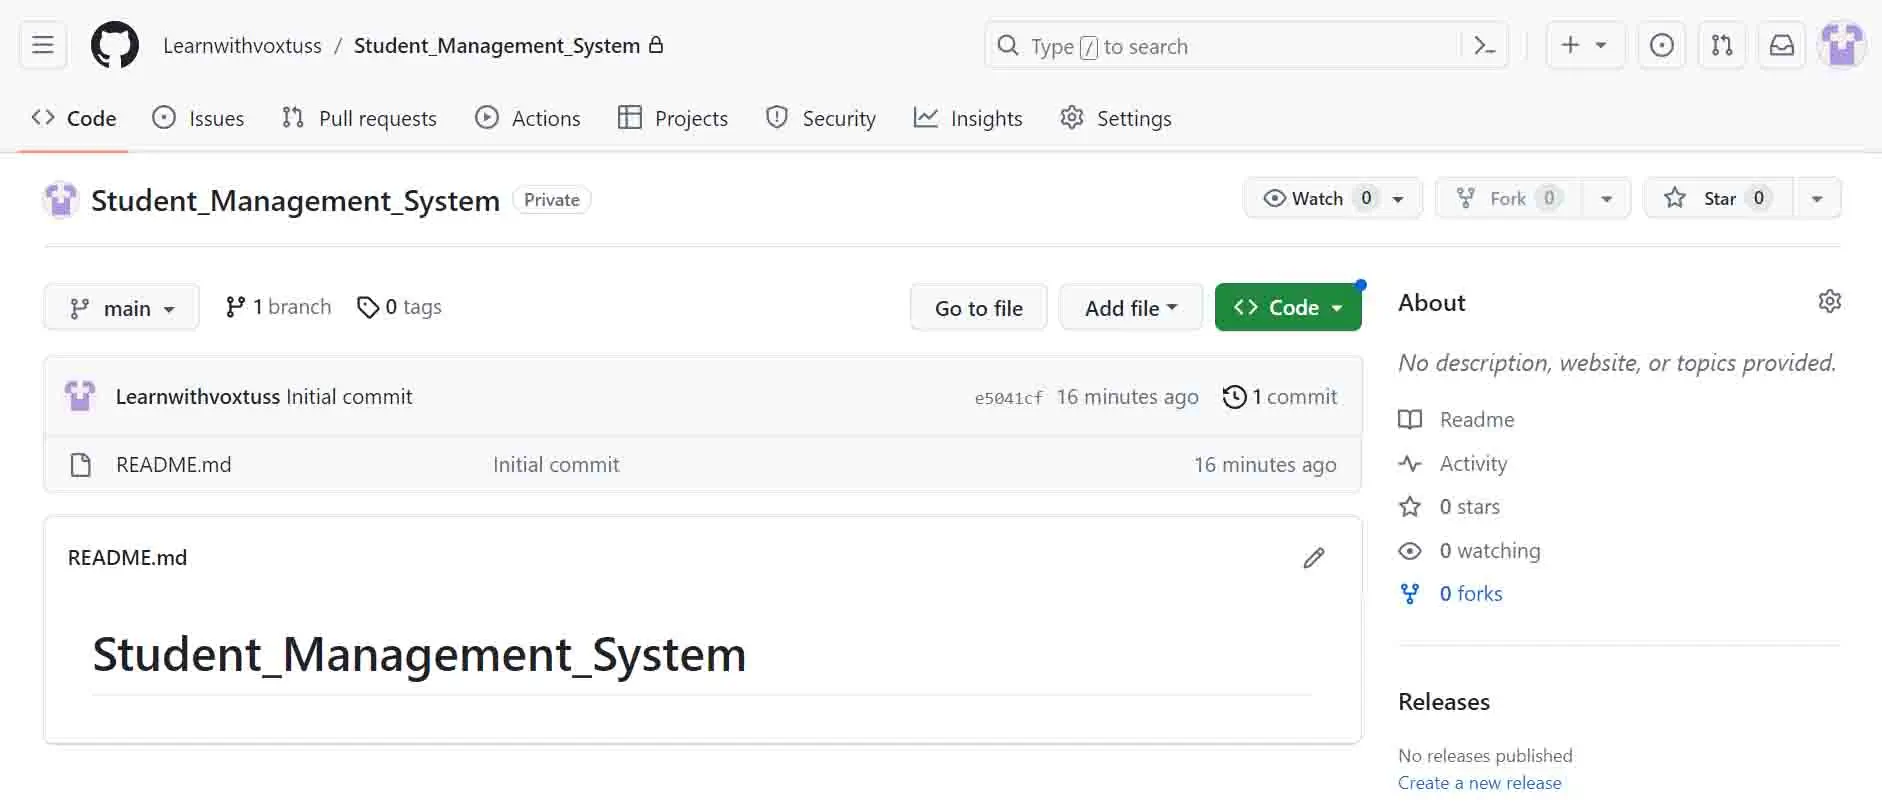 Learnwithvoxtuss / Student_Management_System
Type / to search
Code Issues Pull requests Actions Projects Security Insights Settings
Student_Management_System Private
Watch 0 Fork 0 Star 0
main 1 branch 0 tags
Go to file Add file Code
Learnwithvoxtuss Initial commit e5041cf 16 minutes ago 1 commit
README.md Initial commit 16 minutes ago
README.md
Student_Management_System
About
No description, website, or topics provided.
Readme
Activity
0 stars
0 watching
0 forks
Releases
No releases published
Create a new release